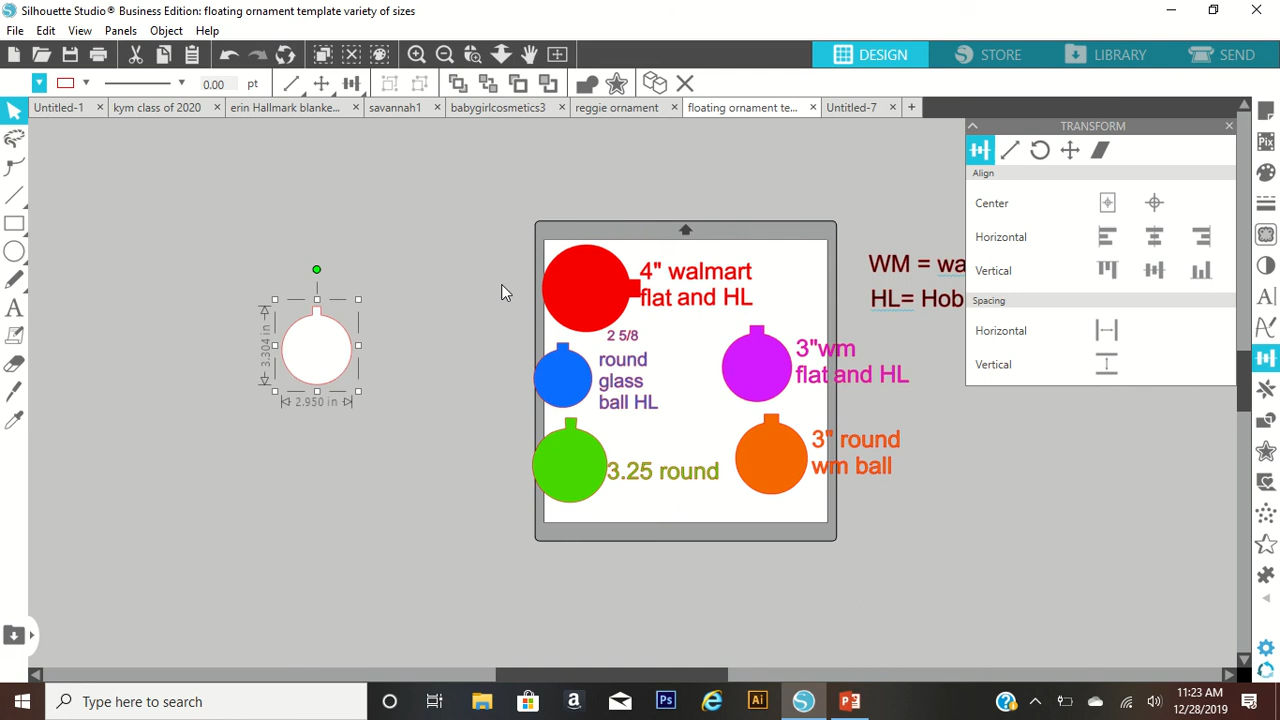 Silhouette Studio® Business Edition: floating ornament template variety of sizes
File Edit View Panels Object Help
DESIGN STORE LIBRARY SEND
0.00 pt
Untitled-1 kym class of 2020 erin Hallmark blanke... savannah1 babygirlcosmetics3 reggie ornament floating ornament te... Untitled-7
TRANSFORM
Align
Center
Horizontal
Vertical
Spacing
Horizontal
Vertical
3.304 in
2.950 in
4" walmart
flat and HL
2 5/8
round
glass
ball HL
3"wm
flat and HL
3.25 round
3" round
wm ball
WM = wa
HL= Hob
Pix
Type here to search
a
Ps
Ai
11:23 AM
12/28/2019